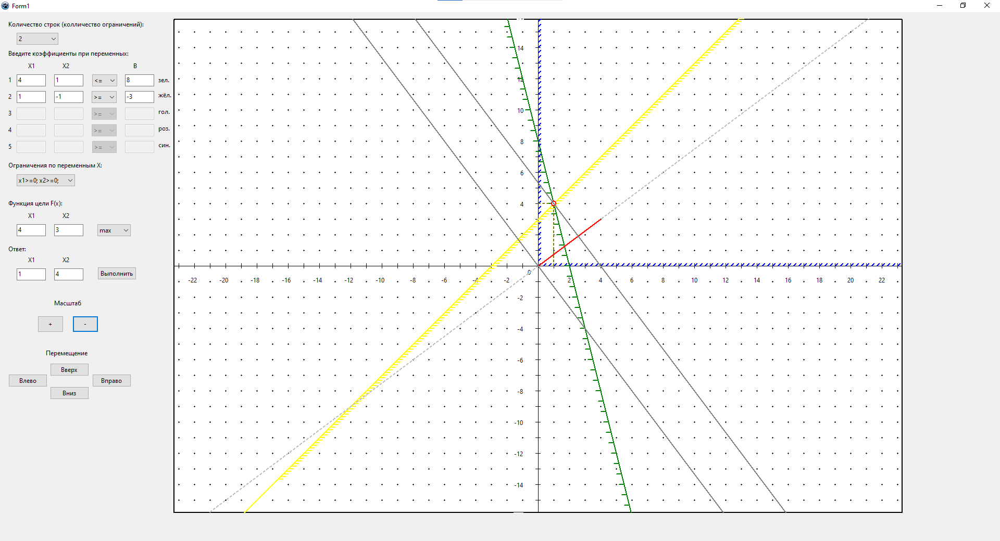 Form1
Количество строк (колличество ограничений):
2
Введите коэффициенты при переменных:
X1 X2 B
1 4 1 <= 8 зел.
2 1 -1 >= -3 жёл.
3 >= гол.
4 >= роз.
5 >= син.
Ограничения по переменным X:
x1>=0; x2>=0;
Функция цели F(x):
X1 X2
4 3 max
Ответ:
X1 X2
1 4 Выполнить
Масштаб
+ -
Перемещение
Вверх
Влево Вправо
Вниз
14
12
10
8
6
4
2
0
-22 -20 -18 -16 -14 -12 -10 -8 -6 -4 -2 2 4 6 8 10 12 14 16 18 20 22
-2
-4
-6
-8
-10
-12
-14